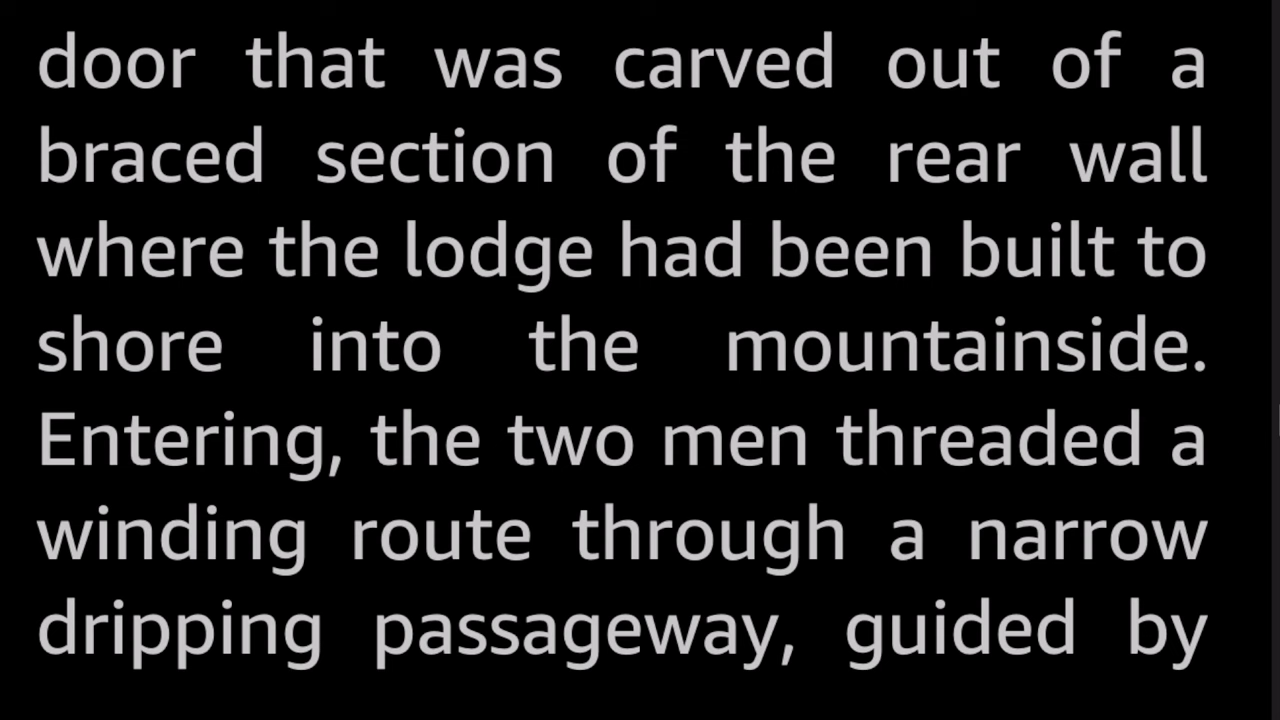 door that was carved out of a
braced section of the rear wall
where the lodge had been built to
shore into the mountainside.
Entering, the two men threaded a
winding route through a narrow
dripping passageway, guided by